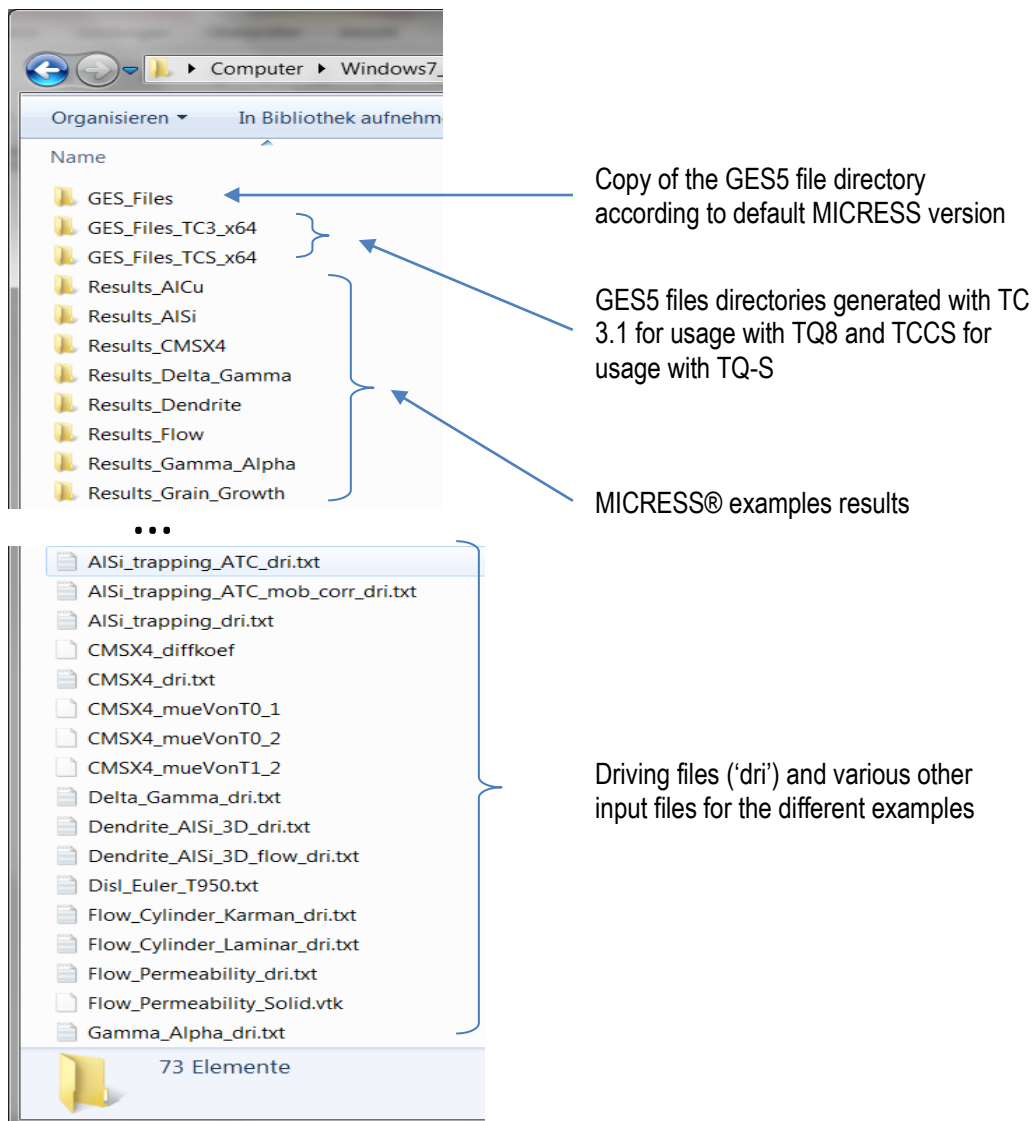 Computer Windows7_
Organisieren In Bibliothek aufnehm
Name
GES_Files
GES_Files_TC3_x64
GES_Files_TCS_x64
Results_AlCu
Results_AlSi
Results_CMSX4
Results_Delta_Gamma
Results_Dendrite
Results_Flow
Results_Gamma_Alpha
Results_Grain_Growth
Copy of the GES5 file directory
according to default MICRESS version
GES5 files directories generated with TC
3.1 for usage with TQ8 and TCCS for
usage with TQ-S
MICRESS® examples results
...
AlSi_trapping_ATC_dri.txt
AlSi_trapping_ATC_mob_corr_dri.txt
AlSi_trapping_dri.txt
CMSX4_diffkoef
CMSX4_dri.txt
CMSX4_mueVonT0_1
CMSX4_mueVonT0_2
CMSX4_mueVonT1_2
Delta_Gamma_dri.txt
Dendrite_AlSi_3D_dri.txt
Dendrite_AlSi_3D_flow_dri.txt
Disl_Euler_T950.txt
Flow_Cylinder_Karman_dri.txt
Flow_Cylinder_Laminar_dri.txt
Flow_Permeability_dri.txt
Flow_Permeability_Solid.vtk
Gamma_Alpha_dri.txt
Driving files (‘dri’) and various other
input files for the different examples
73 Elemente